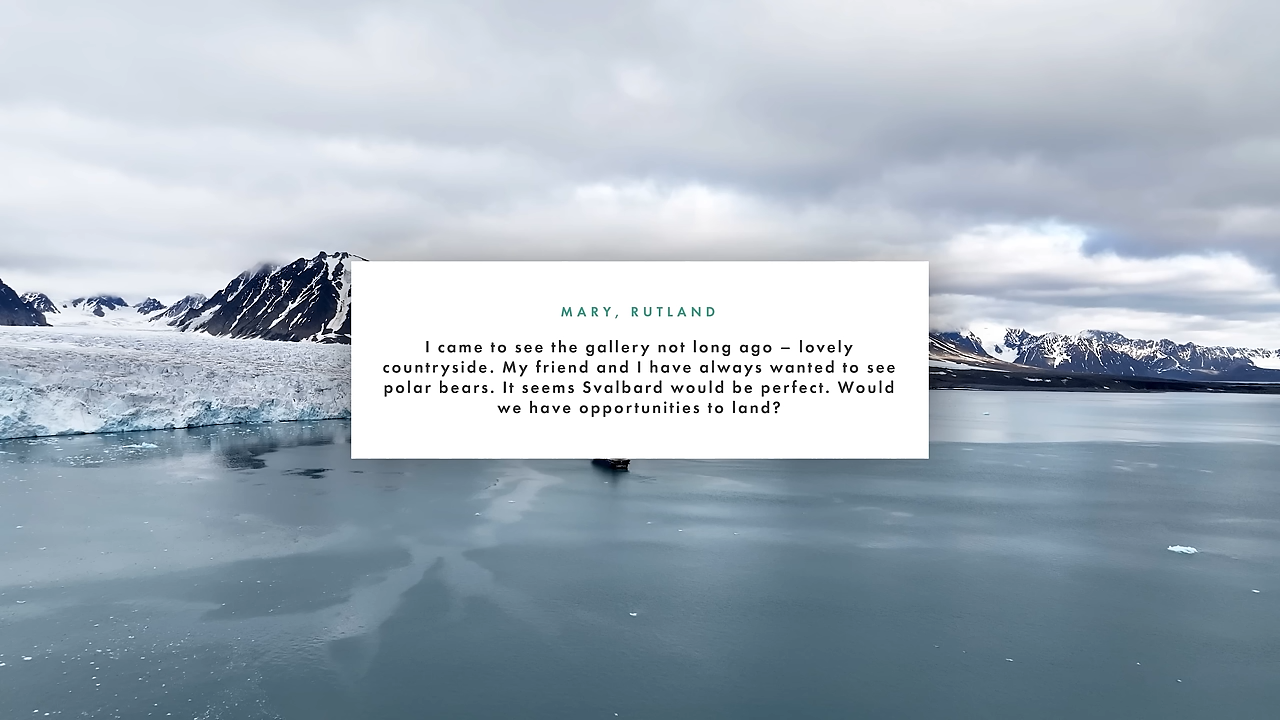 MARY, RUTLAND
I came to see the gallery not long ago – lovely
countryside. My friend and I have always wanted to see
polar bears. It seems Svalbard would be perfect. Would
we have opportunities to land?